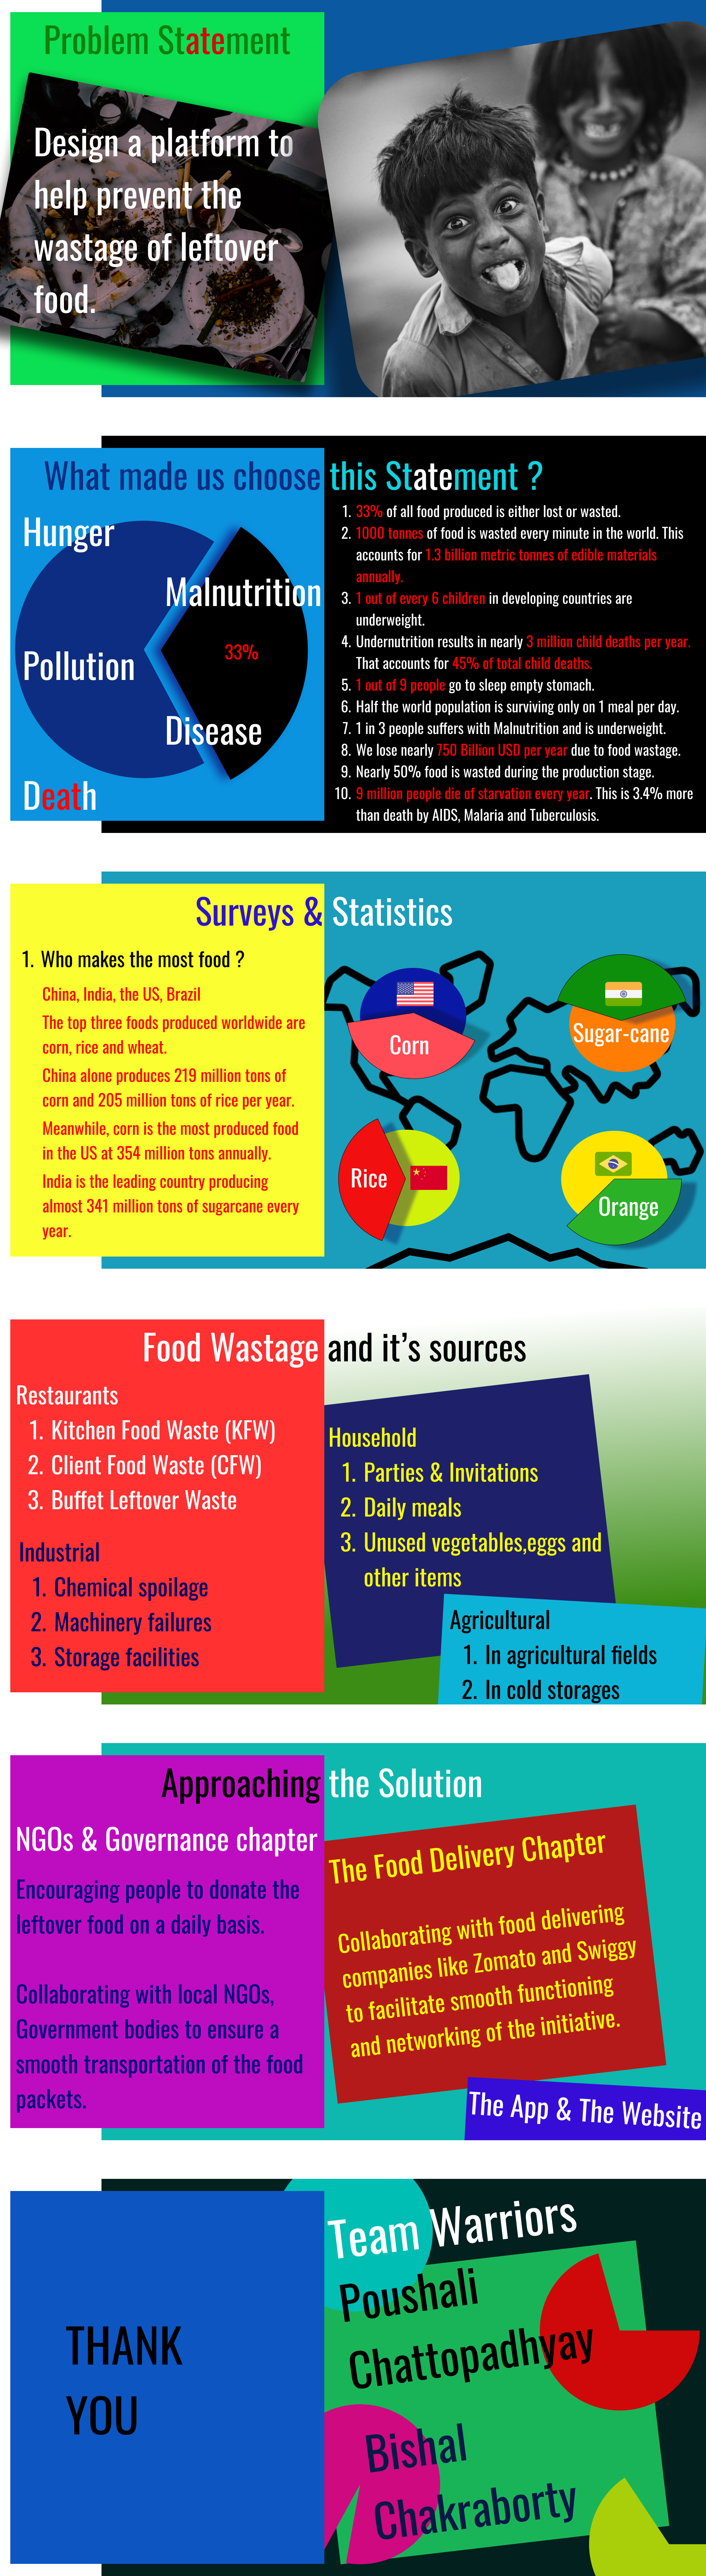 Problem Statement
Design a platform to
help prevent the
wastage of leftover
food.
What made us choose this Statement ?
Hunger
Malnutrition
33%
Pollution
Disease
Death
1. 33% of all food produced is either lost or wasted.
2. 1000 tonnes of food is wasted every minute in the world. This
accounts for 1.3 billion metric tonnes of edible materials
annually.
3. 1 out of every 6 children in developing countries are
underweight.
4. Undernutrition results in nearly 3 million child deaths per year.
That accounts for 45% of total child deaths.
5. 1 out of 9 people go to sleep empty stomach.
6. Half the world population is surviving only on 1 meal per day.
7. 1 in 3 people suffers with Malnutrition and is underweight.
8. We lose nearly 750 Billion USD per year due to food wastage.
9. Nearly 50% food is wasted during the production stage.
10. 9 million people die of starvation every year. This is 3.4% more
than death by AIDS, Malaria and Tuberculosis.
Surveys & Statistics
1. Who makes the most food ?
China, India, the US, Brazil
The top three foods produced worldwide are
corn, rice and wheat.
China alone produces 219 million tons of
corn and 205 million tons of rice per year.
Meanwhile, corn is the most produced food
in the US at 354 million tons annually.
India is the leading country producing
almost 341 million tons of sugarcane every
year.
Corn
Sugar-cane
Rice
Orange
Food Wastage and it's sources
Restaurants
1. Kitchen Food Waste (KFW)
2. Client Food Waste (CFW)
3. Buffet Leftover Waste
Industrial
1. Chemical spoilage
2. Machinery failures
3. Storage facilities
Household
1. Parties & Invitations
2. Daily meals
3. Unused vegetables,eggs and
other items
Agricultural
1. In agricultural fields
2. In cold storages
Approaching the Solution
NGOs & Governance chapter
Encouraging people to donate the
leftover food on a daily basis.
Collaborating with local NGOs,
Government bodies to ensure a
smooth transportation of the food
packets.
The Food Delivery Chapter
Collaborating with food delivering
companies like Zomato and Swiggy
to facilitate smooth functioning
and networking of the initiative.
The App & The Website
THANK
YOU
Team Warriors
Poushali
Chattopadhyay
Bishal
Chakraborty